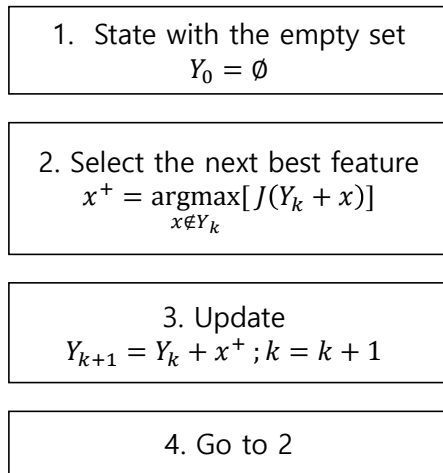 1. State with the empty set
Y₀ = ∅
2. Select the next best feature
x⁺ = argmax[J(Yₖ + x)]
x∉Yₖ
3. Update
Yₖ₊₁ = Yₖ + x⁺ ; k = k + 1
4. Go to 2